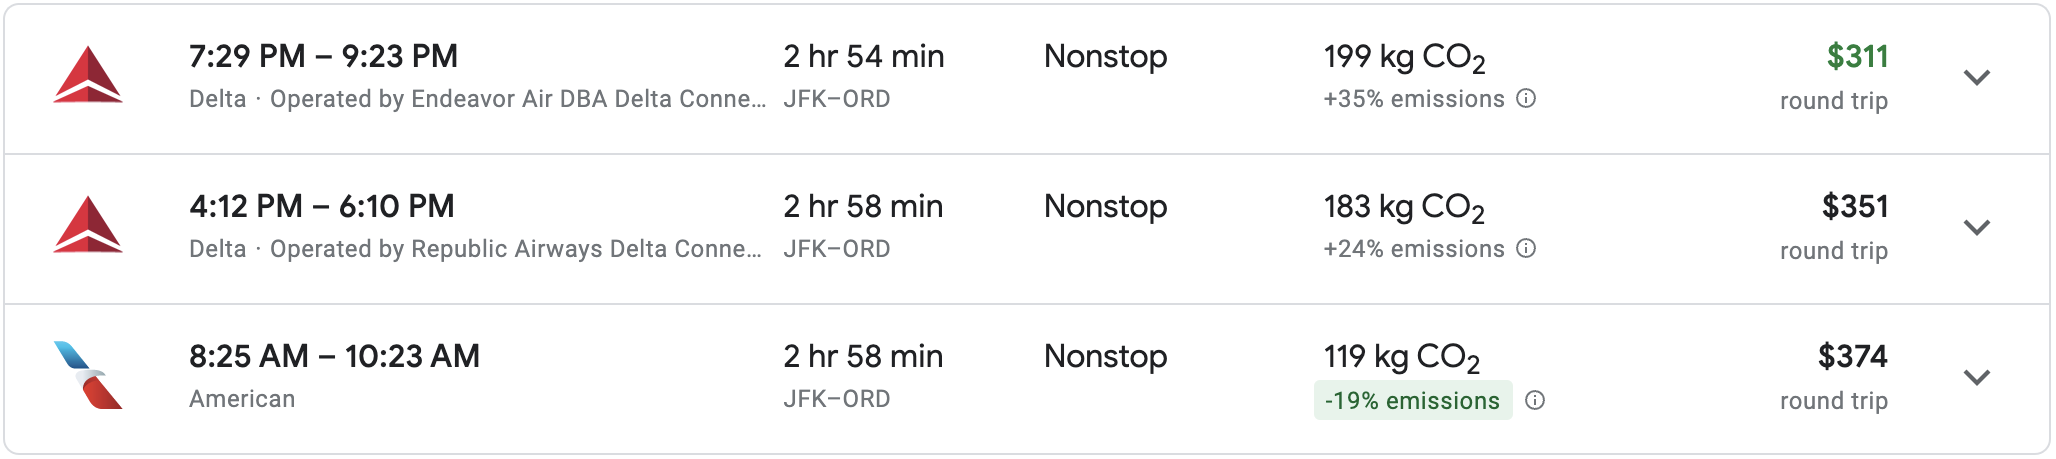 7:29 PM – 9:23 PM 2 hr 54 min Nonstop 199 kg CO2 $311
Delta · Operated by Endeavor Air DBA Delta Conne… JFK–ORD +35% emissions round trip
4:12 PM – 6:10 PM 2 hr 58 min Nonstop 183 kg CO2 $351
Delta · Operated by Republic Airways Delta Conne… JFK–ORD +24% emissions round trip
8:25 AM – 10:23 AM 2 hr 58 min Nonstop 119 kg CO2 $374
American JFK–ORD -19% emissions round trip